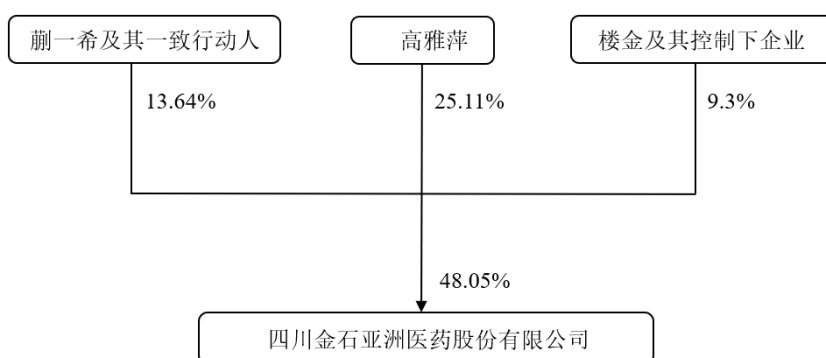 蒯一希及其一致行动人
高雅萍
楼金及其控制下企业
13.64%
25.11%
9.3%
48.05%
四川金石亚洲医药股份有限公司